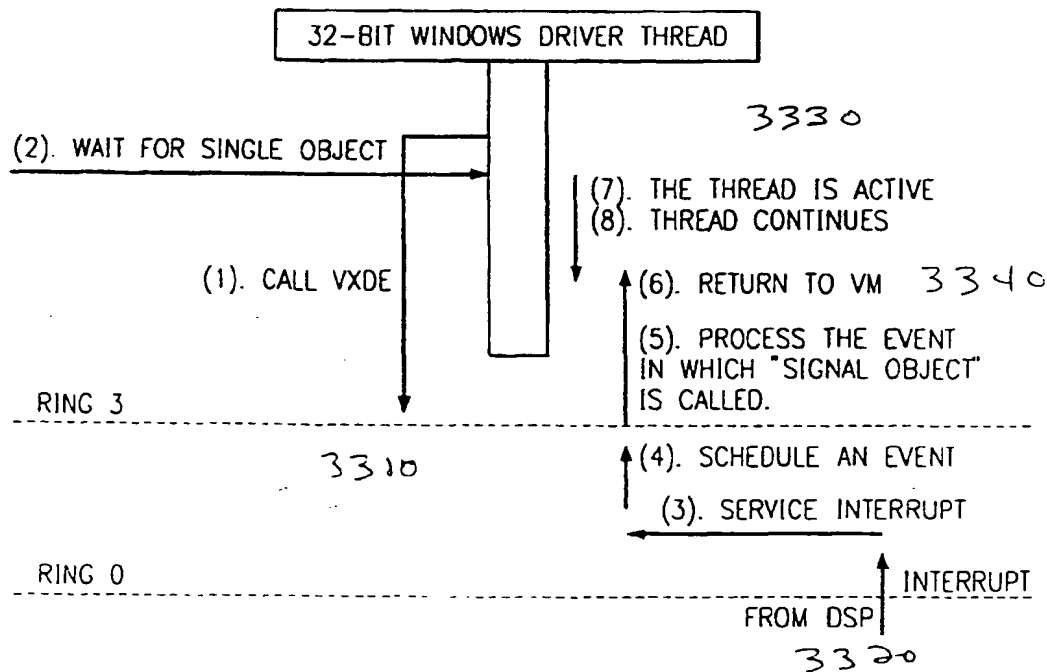 32-BIT WINDOWS DRIVER THREAD
3330
(2). WAIT FOR SINGLE OBJECT
(7). THE THREAD IS ACTIVE
(8). THREAD CONTINUES
(1). CALL VXDE
(6). RETURN TO VM 3340
(5). PROCESS THE EVENT
IN WHICH "SIGNAL OBJECT"
IS CALLED.
RING 3
3310
(4). SCHEDULE AN EVENT
(3). SERVICE INTERRUPT
RING 0
INTERRUPT
FROM DSP
3320